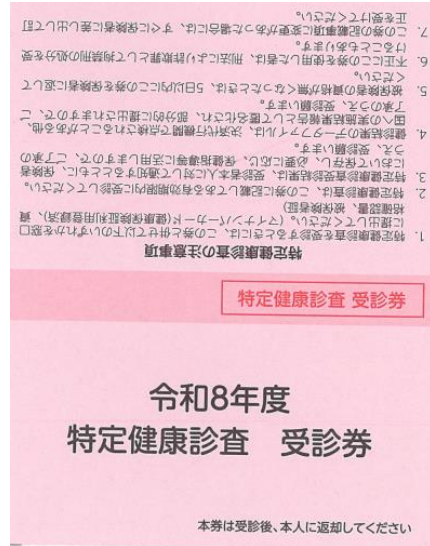 特定健康診査の注意事項
1. 特定健康診査を受診するときには、この券と併せて以下のいずれかを窓口
に提出してください。(マイナンバーカード(健康保険証利用登録済)、資
格確認書、被保険者証)
2. 特定健康診査は、この券に記載してある有効期限内に受診してください。
3. 特定健康診査受診結果は、受診者本人に対して通知するとともに、保険者
において保存し、必要に応じ、保健指導等に活用しますので、ご了承の
うえ、受診願います。
4. 健診結果のデータファイルは、決済代行機関で点検されることがある他、
国への実施結果報告として匿名化され、部分的に提出されますので、ご
了承のうえ、受診願います。
5. 被保険者の資格が無くなったときは、5日以内にこの券を保険者に返して
ください。
6. 不正にこの券を使用した者は、刑法により詐欺罪として拘禁刑の処分を受
けることもあります。
7. この券の記載事項に変更があった場合には、すぐに保険者に差し出して訂
正を受けてください。
特定健康診査 受診券
令和8年度
特定健康診査　受診券
本券は受診後、本人に返却してください